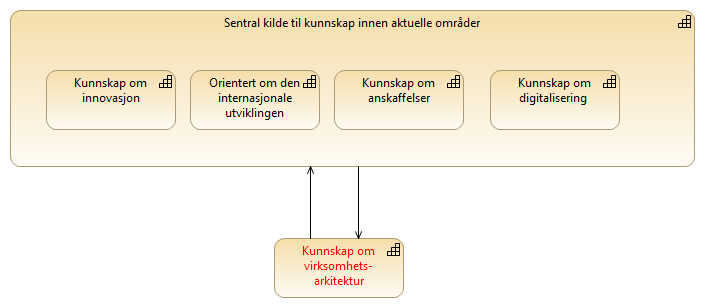 Sentral kilde til kunnskap innen aktuelle områder
Kunnskap om
innovasjon
Orientert om den
internasjonale
utviklingen
Kunnskap om
anskaffelser
Kunnskap om
digitalisering
Kunnskap om
virksomhets-
arkitektur